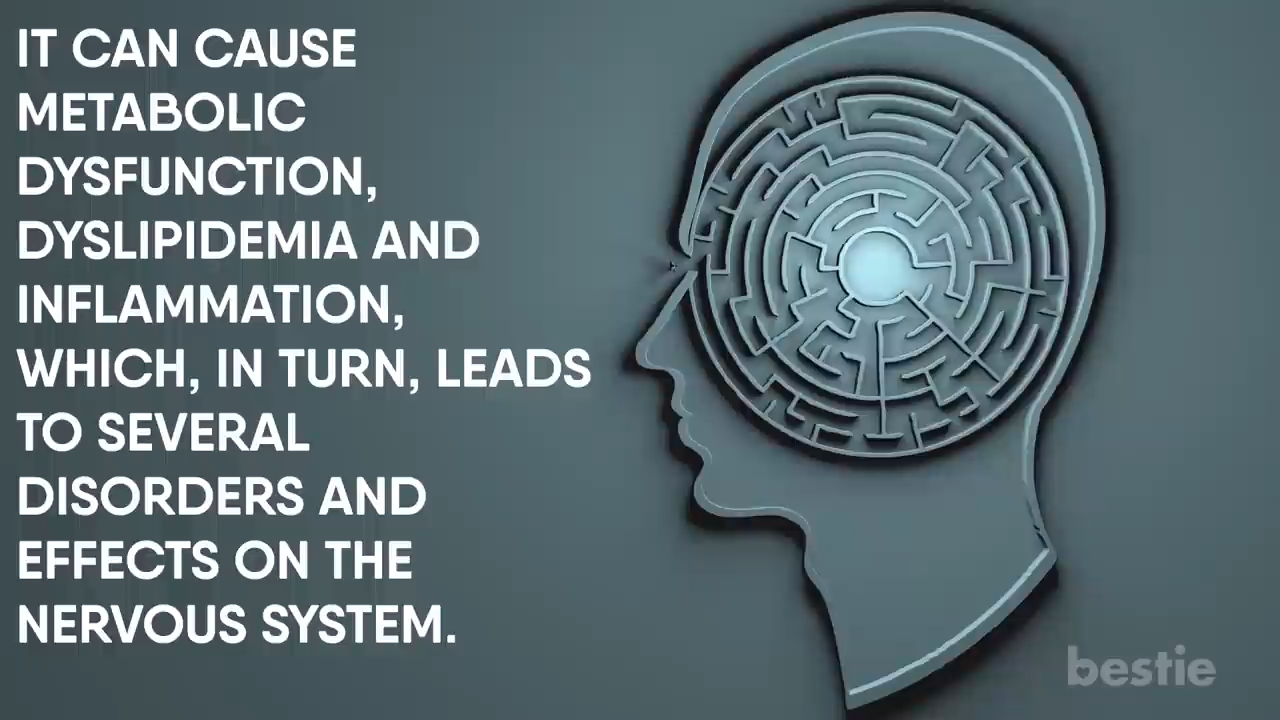 IT CAN CAUSE
METABOLIC
DYSFUNCTION,
DYSLIPIDEMIA AND
INFLAMMATION,
WHICH, IN TURN, LEADS
TO SEVERAL
DISORDERS AND
EFFECTS ON THE
NERVOUS SYSTEM.
bestie